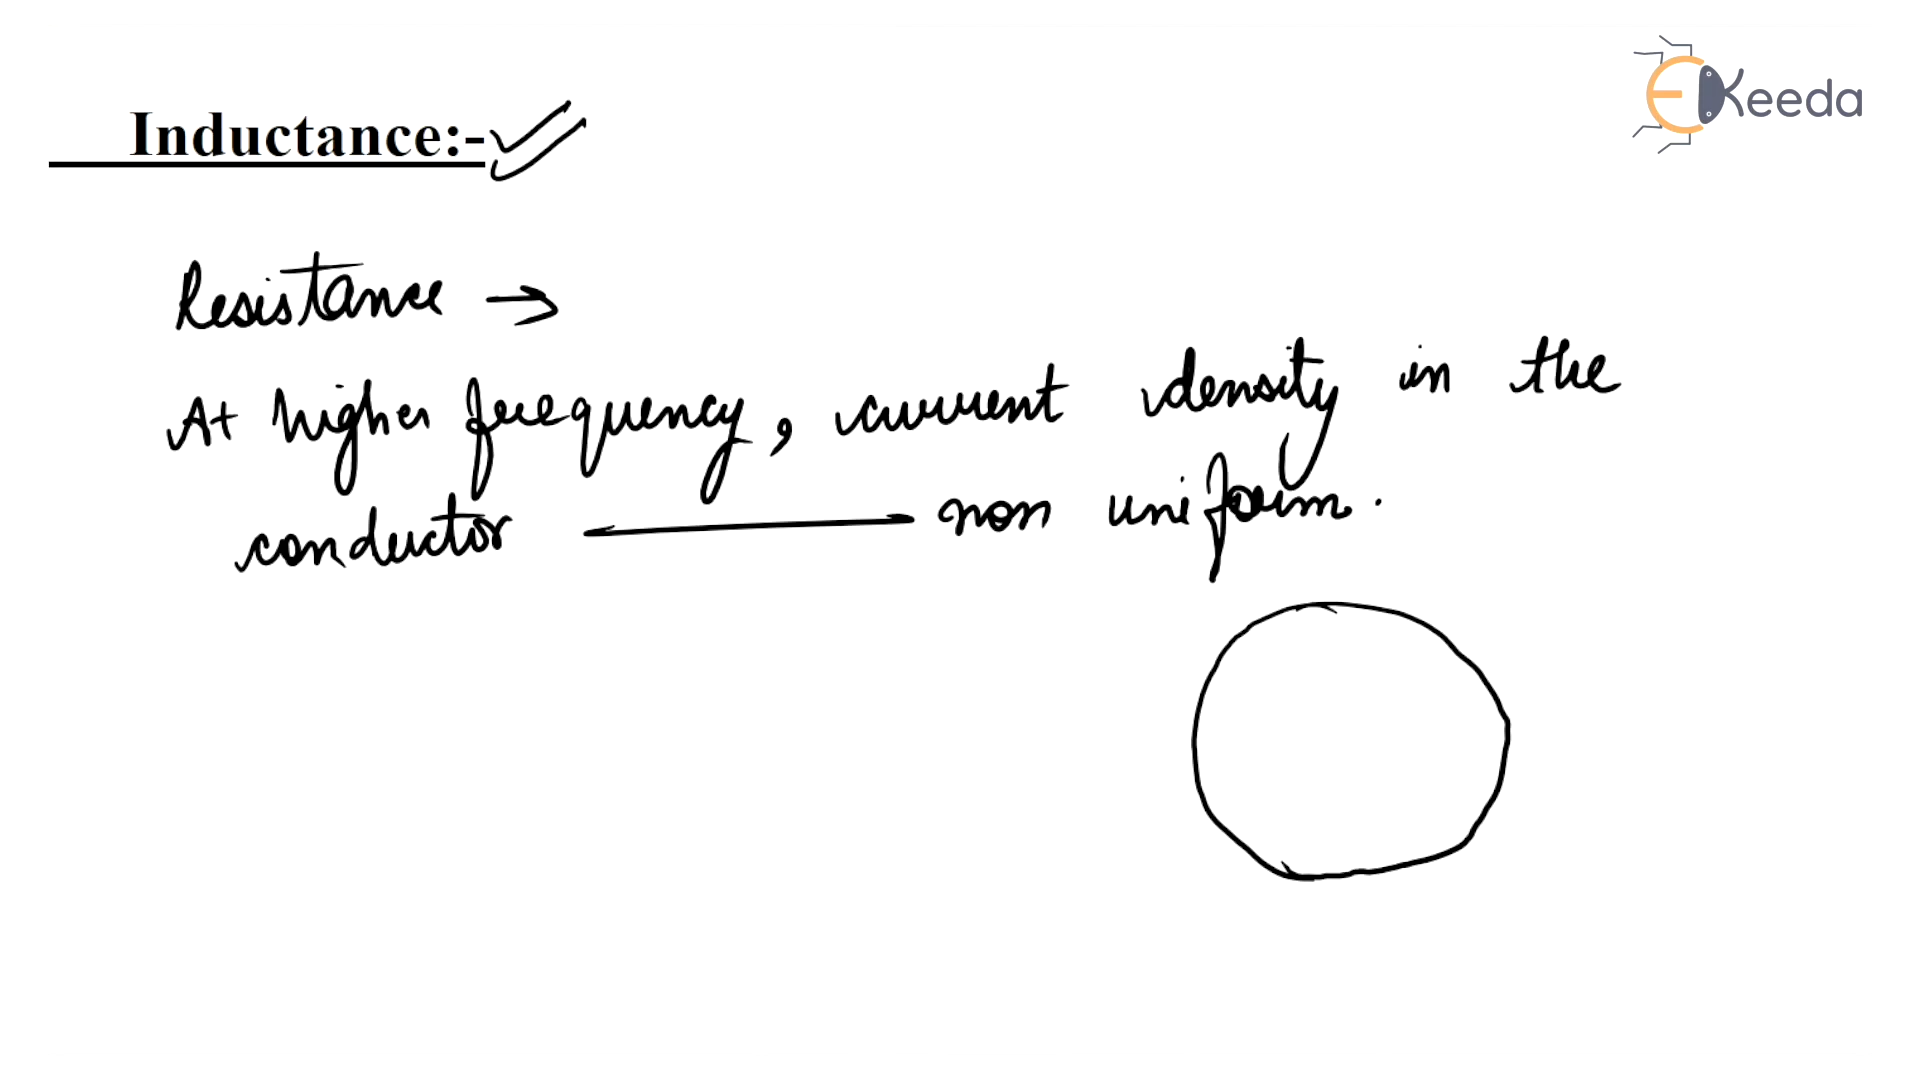 EKeeda
Inductance:-
Resistance →
At higher frequency, current density in the
conductor — non uniform.